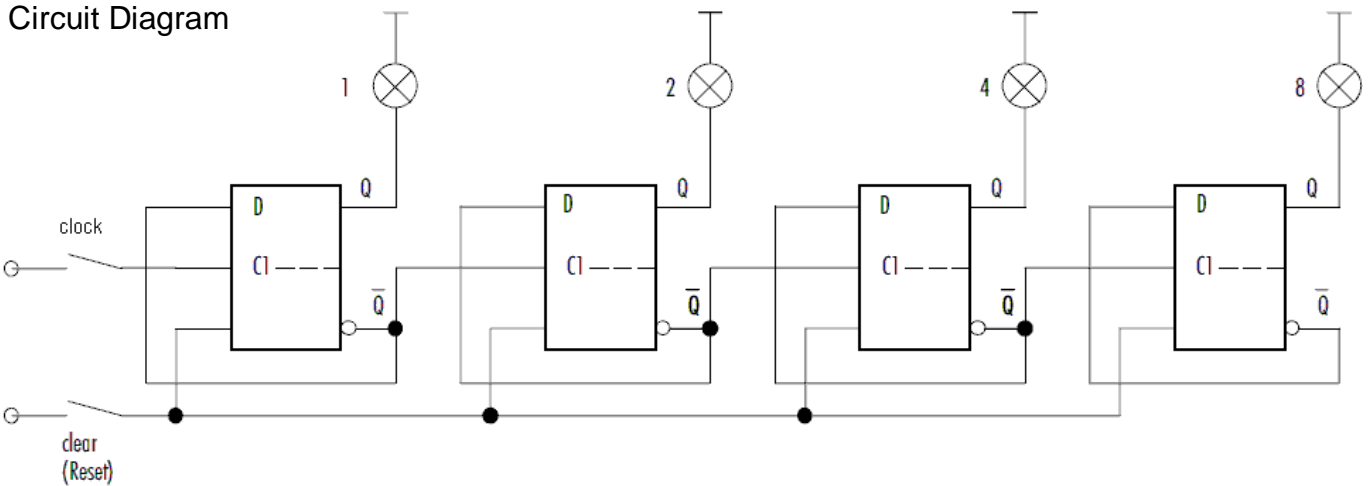 Circuit Diagram
1 2 4 8
Q Q Q Q
D D D D
clock
C1 C1 C1 C1
Q̅ Q̅ Q̅ Q̅
clear
(Reset)